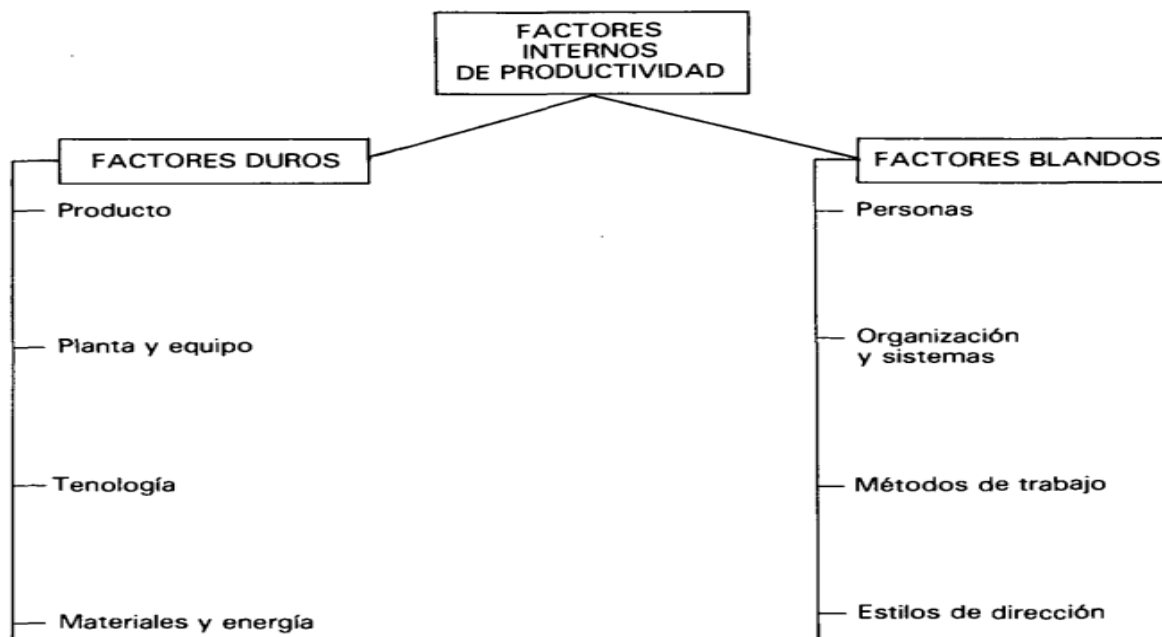 FACTORES
INTERNOS
DE PRODUCTIVIDAD
FACTORES DUROS
FACTORES BLANDOS
Producto
Personas
Planta y equipo
Organización
y sistemas
Tenología
Métodos de trabajo
Materiales y energía
Estilos de dirección